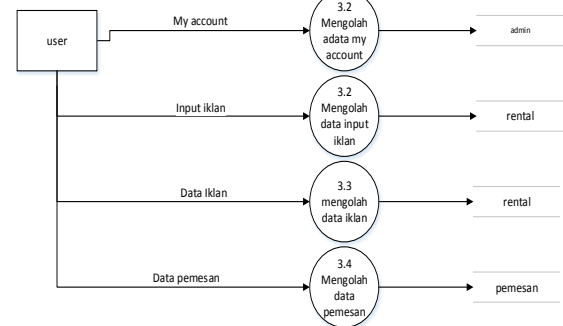 user
My account
3.2
Mengolah
adata my
account
admin
Input iklan
3.2
Mengolah
data input
iklan
rental
Data Iklan
3.3
mengolah
data iklan
rental
Data pemesan
3.4
Mengolah
data
pemesan
pemesan